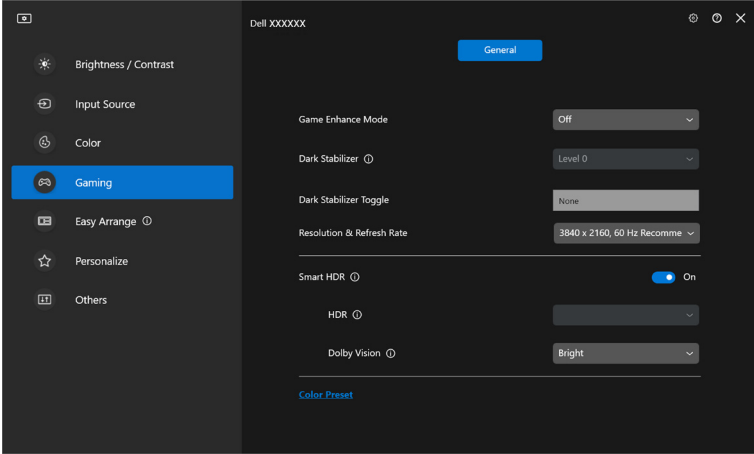 Dell XXXXXX
General
Brightness / Contrast
Input Source
Color
Gaming
Easy Arrange
Personalize
Others
Game Enhance Mode Off
Dark Stabilizer Level 0
Dark Stabilizer Toggle None
Resolution & Refresh Rate 3840 x 2160, 60 Hz Recomme
Smart HDR On
HDR
Dolby Vision Bright
Color Preset